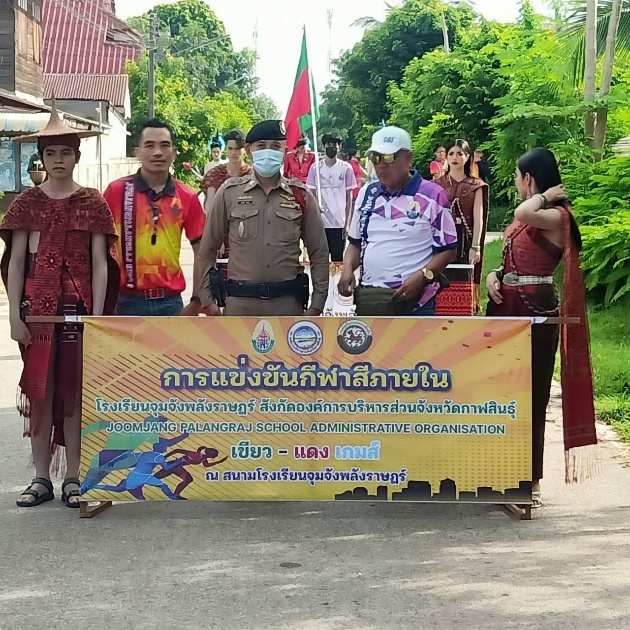 การแข่งขันกีฬาสีภายใน
โรงเรียนจุมจังพลังราษฎร์ สังกัดองค์การบริหารส่วนจังหวัดกาฬสินธุ์
JOOMJANG PALANGRAJ SCHOOL ADMINISTRATIVE ORGANISATION
เขียว - แดง เกมส์
ณ สนามโรงเรียนจุมจังพลังราษฎร์